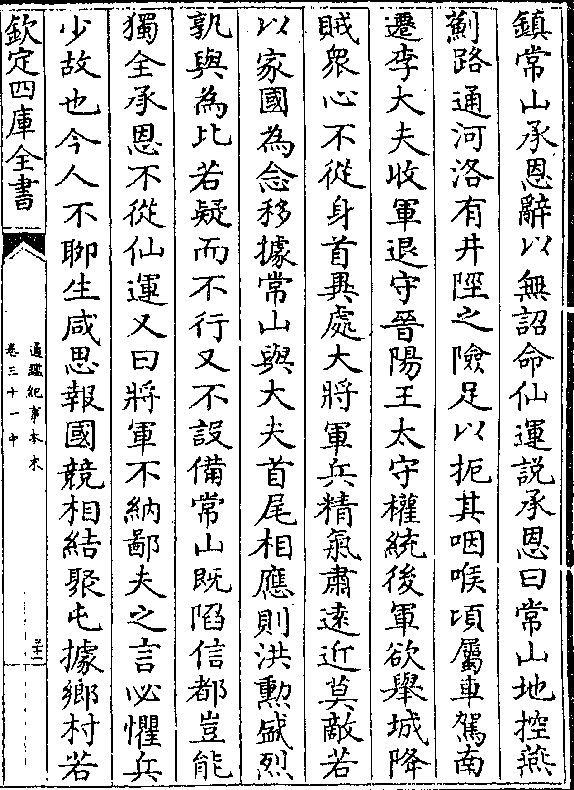 鎮常山承恩辭以無詔命仙運説承恩曰常山地控燕
薊路通河洛有井陘之險足以扼其咽喉頃屬車駕南
遷李大夫收軍退守晉陽王太守權統後軍欲舉城降
賊衆心不從身首異處大將軍兵精氣肅遠近莫敵若
以家國為念移據常山與大夫首尾相應則洪勲盛烈
孰與為比若疑而不行又不設備常山既陷信都豈能
獨全承恩不從仙運又曰將軍不納鄙夫之言必懼兵
少故也今人不聊生咸思報國競相結聚屯據鄉村若
欽定四庫全書
通鑑紀事本末
卷三十一中